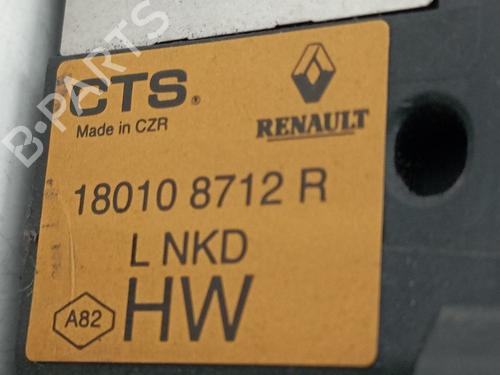 CTS®
Made in CZR
RENAULT
18010 8712 R
L NKD
A82
HW
B-PARTS